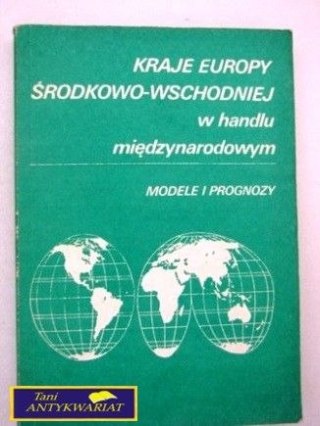 KRAJE EUROPY
ŚRODKOWO-WSCHODNIEJ
w handlu
międzynarodowym
MODELE I PROGNOZY
Tani
ANTYKWARIAT